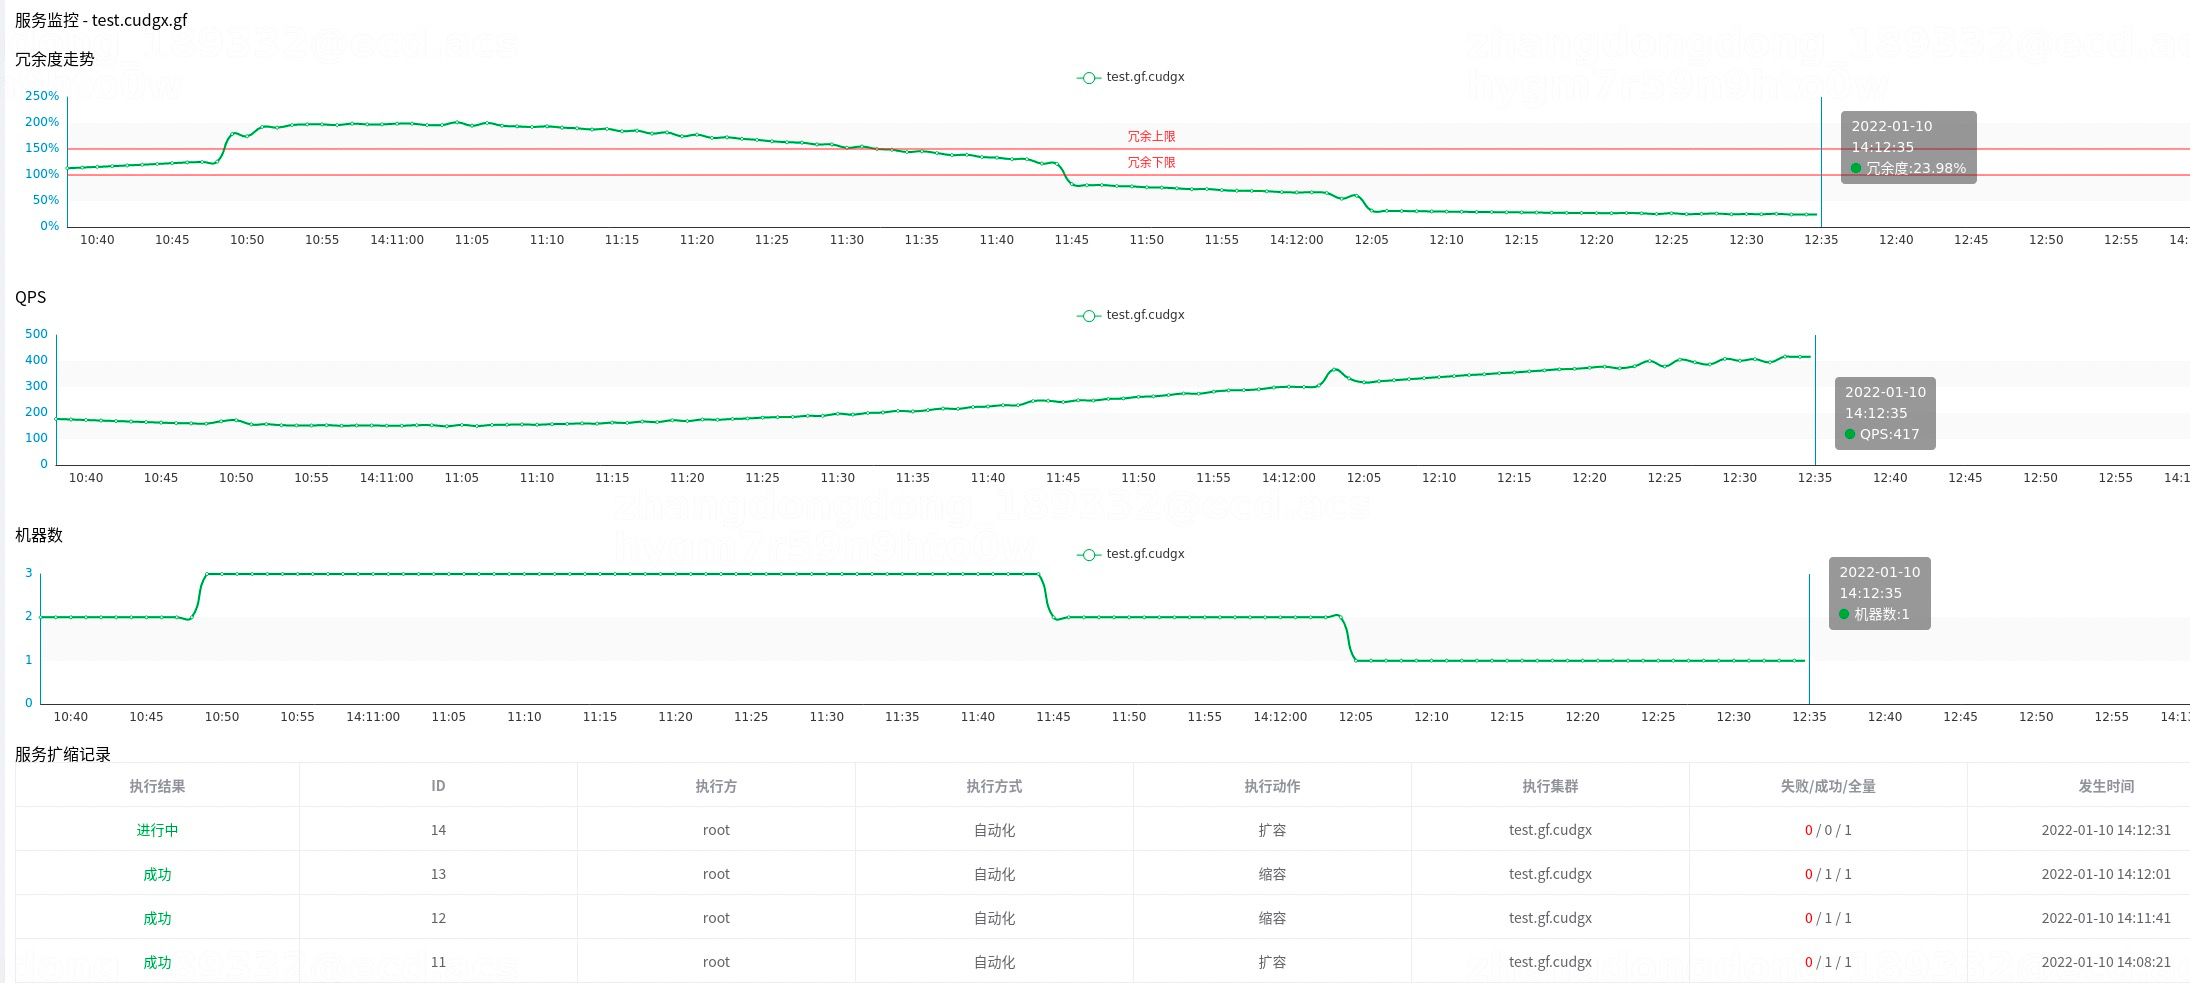 服务监控 - test.cudgx.gf
冗余度走势
test.gf.cudgx
250%
200%
150%
100%
50%
0%
冗余上限
冗余下限
2022-01-10
14:12:35
冗余度:23.98%
10:40 10:45 10:50 10:55 14:11:00 11:05 11:10 11:15 11:20 11:25 11:30 11:35 11:40 11:45 11:50 11:55 14:12:00 12:05 12:10 12:15 12:20 12:25 12:30 12:35 12:40 12:45 12:50 12:55 14:
QPS
test.gf.cudgx
500
400
300
200
100
0
2022-01-10
14:12:35
QPS:417
10:40 10:45 10:50 10:55 14:11:00 11:05 11:10 11:15 11:20 11:25 11:30 11:35 11:40 11:45 11:50 11:55 14:12:00 12:05 12:10 12:15 12:20 12:25 12:30 12:35 12:40 12:45 12:50 12:55 14:1
机器数
test.gf.cudgx
3
2
1
0
2022-01-10
14:12:35
机器数:1
10:40 10:45 10:50 10:55 14:11:00 11:05 11:10 11:15 11:20 11:25 11:30 11:35 11:40 11:45 11:50 11:55 14:12:00 12:05 12:10 12:15 12:20 12:25 12:30 12:35 12:40 12:45 12:50 12:55 14:1
服务扩缩记录
执行结果 ID 执行方 执行方式 执行动作 执行集群 失败/成功/全量 发生时间
进行中 14 root 自动化 扩容 test.gf.cudgx 0 / 0 / 1 2022-01-10 14:12:31
成功 13 root 自动化 缩容 test.gf.cudgx 0 / 1 / 1 2022-01-10 14:12:01
成功 12 root 自动化 缩容 test.gf.cudgx 0 / 1 / 1 2022-01-10 14:11:41
成功 11 root 自动化 扩容 test.gf.cudgx 0 / 1 / 1 2022-01-10 14:08:21